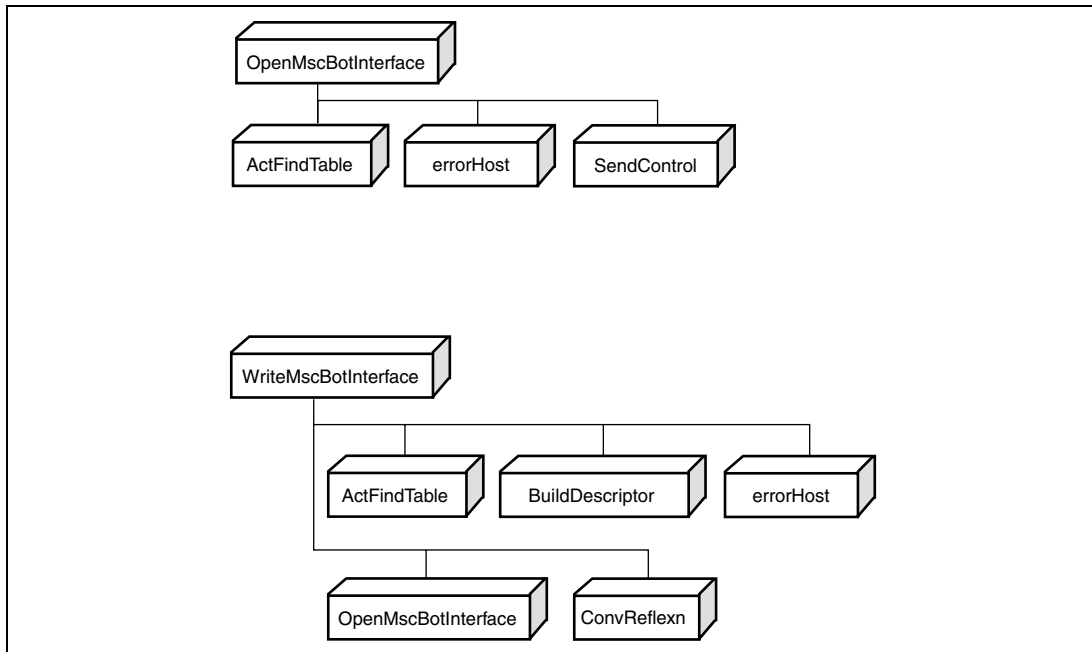 OpenMscBotInterface
ActFindTable
errorHost
SendControl
WriteMscBotInterface
ActFindTable
BuildDescriptor
errorHost
OpenMscBotInterface
ConvReflexn